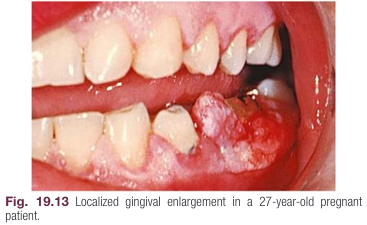 Fig. 19.13 Localized gingival enlargement in a 27-year-old pregnant
patient.